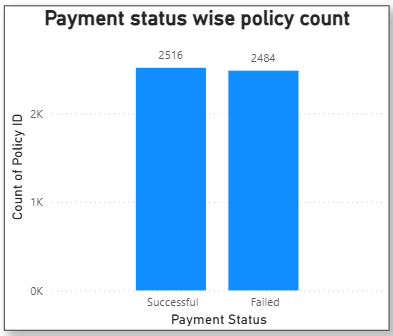 Payment status wise policy count
2516
2484
Count of Policy ID
2K
1K
0K
Successful
Failed
Payment Status